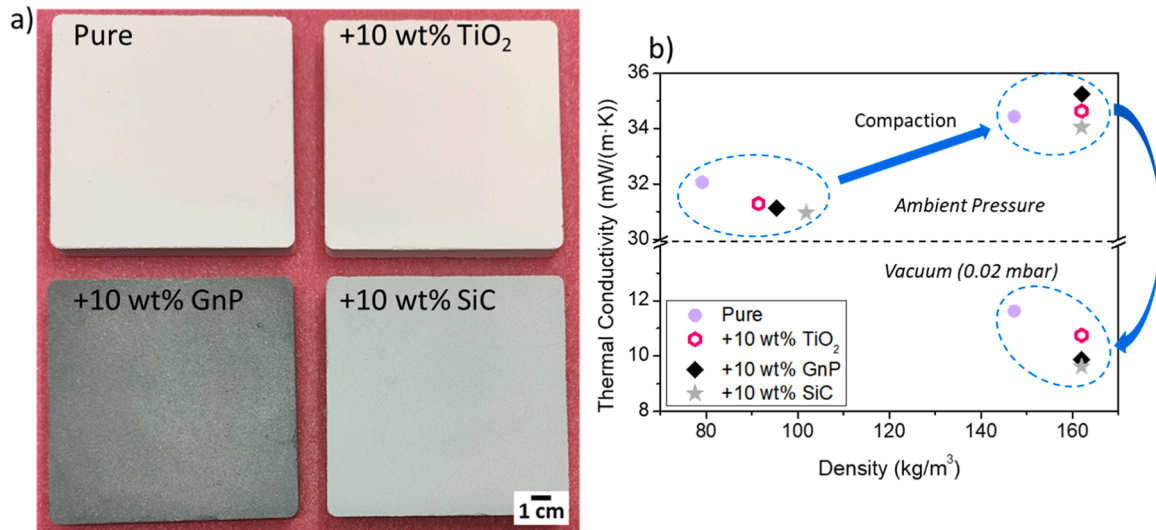 a)
Pure
+10 wt% TiO₂
+10 wt% GnP
+10 wt% SiC
1 cm
b)
Thermal Conductivity (mW/(m·K))
36
34
32
30
12
10
8
Compaction
Ambient Pressure
Vacuum (0.02 mbar)
Pure
+10 wt% TiO₂
+10 wt% GnP
+10 wt% SiC
80 100 120 140 160
Density (kg/m³)